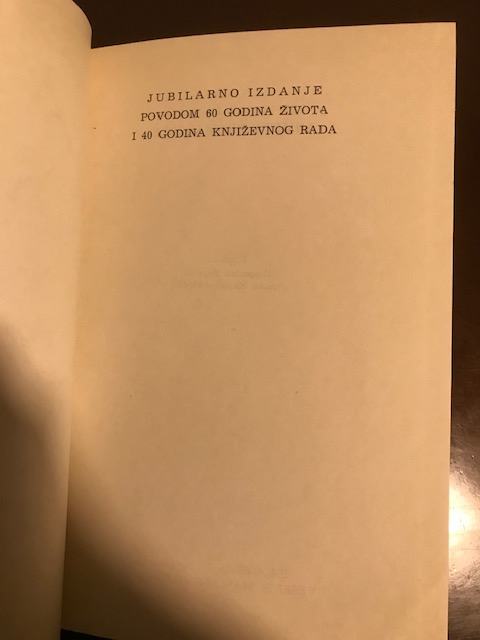 JUBILARNO IZDANJE
POVODOM 60 GODINA ŽIVOTA
I 40 GODINA KNJIŽEVNOG RADA